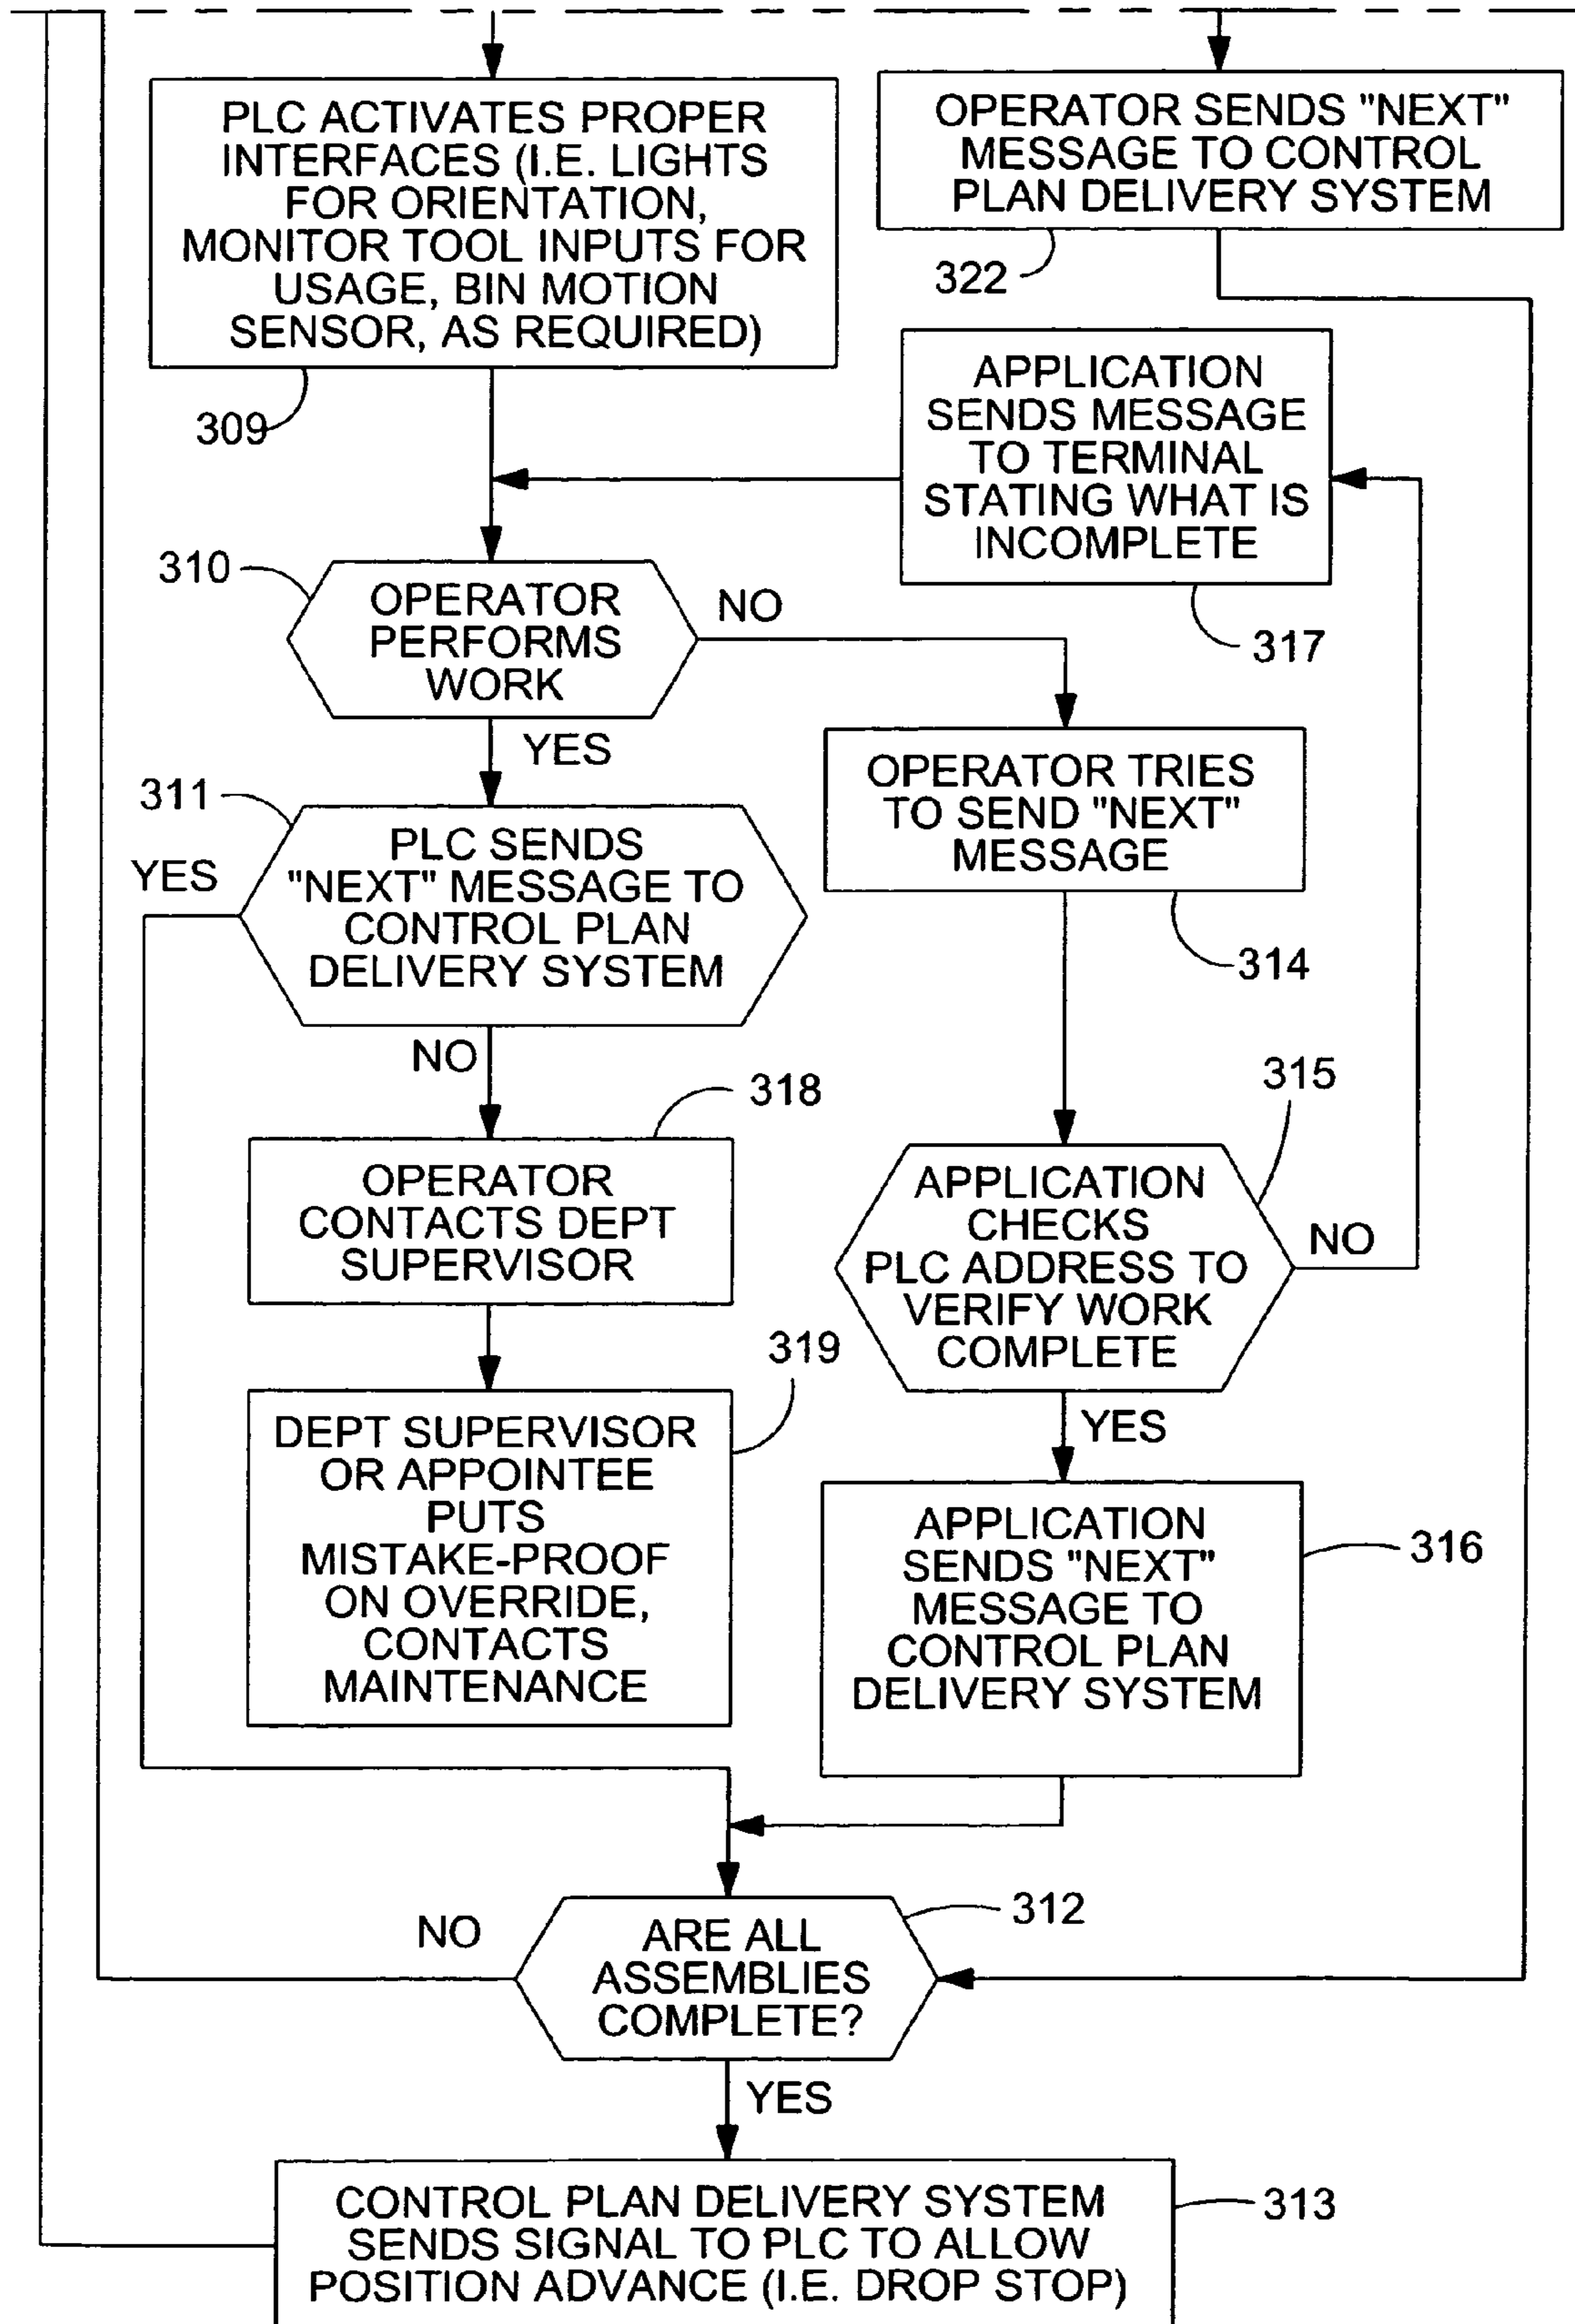 PLC ACTIVATES PROPER
INTERFACES (I.E. LIGHTS
FOR ORIENTATION,
MONITOR TOOL INPUTS FOR
USAGE, BIN MOTION
SENSOR, AS REQUIRED)
309
OPERATOR SENDS "NEXT"
MESSAGE TO CONTROL
PLAN DELIVERY SYSTEM
322
APPLICATION
SENDS MESSAGE
TO TERMINAL
STATING WHAT IS
INCOMPLETE
317
310
OPERATOR
PERFORMS
WORK
NO
YES
OPERATOR TRIES
TO SEND "NEXT"
MESSAGE
314
311
YES
PLC SENDS
"NEXT" MESSAGE TO
CONTROL PLAN
DELIVERY SYSTEM
NO
318
OPERATOR
CONTACTS DEPT
SUPERVISOR
315
APPLICATION
CHECKS
PLC ADDRESS TO
VERIFY WORK
COMPLETE
NO
YES
319
DEPT SUPERVISOR
OR APPOINTEE
PUTS
MISTAKE-PROOF
ON OVERRIDE,
CONTACTS
MAINTENANCE
APPLICATION
SENDS "NEXT"
MESSAGE TO
CONTROL PLAN
DELIVERY SYSTEM
316
312
NO
ARE ALL
ASSEMBLIES
COMPLETE?
YES
CONTROL PLAN DELIVERY SYSTEM
SENDS SIGNAL TO PLC TO ALLOW
POSITION ADVANCE (I.E. DROP STOP)
313